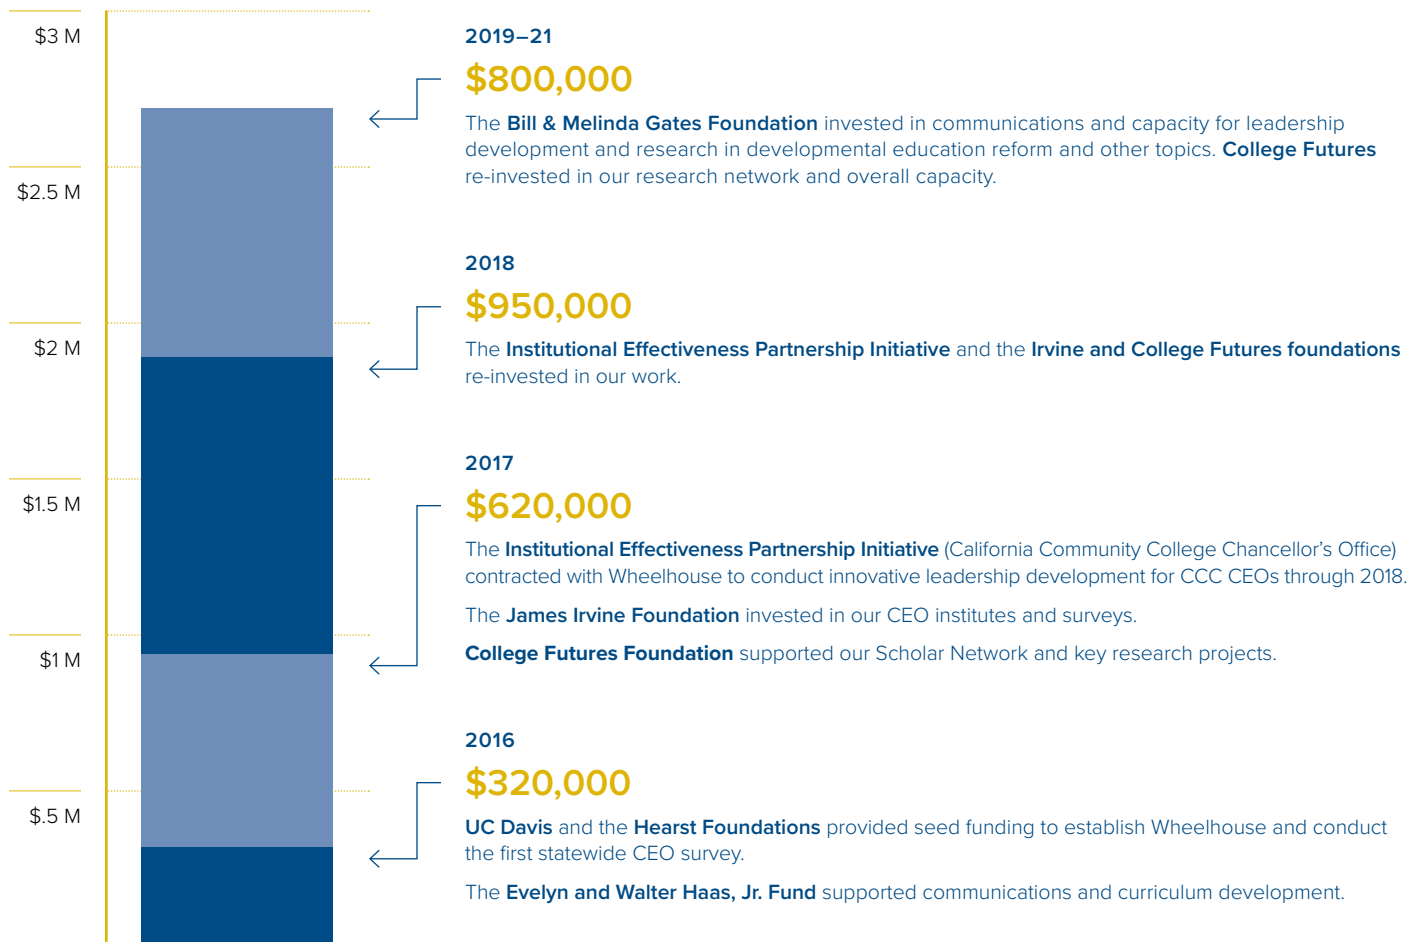 $3 M
$2.5 M
$2 M
$1.5 M
$1 M
$.5 M
2019–21
$800,000
The Bill & Melinda Gates Foundation invested in communications and capacity for leadership
development and research in developmental education reform and other topics. College Futures
re-invested in our research network and overall capacity.
2018
$950,000
The Institutional Effectiveness Partnership Initiative and the Irvine and College Futures foundations
re-invested in our work.
2017
$620,000
The Institutional Effectiveness Partnership Initiative (California Community College Chancellor’s Office)
contracted with Wheelhouse to conduct innovative leadership development for CCC CEOs through 2018.
The James Irvine Foundation invested in our CEO institutes and surveys.
College Futures Foundation supported our Scholar Network and key research projects.
2016
$320,000
UC Davis and the Hearst Foundations provided seed funding to establish Wheelhouse and conduct
the first statewide CEO survey.
The Evelyn and Walter Haas, Jr. Fund supported communications and curriculum development.